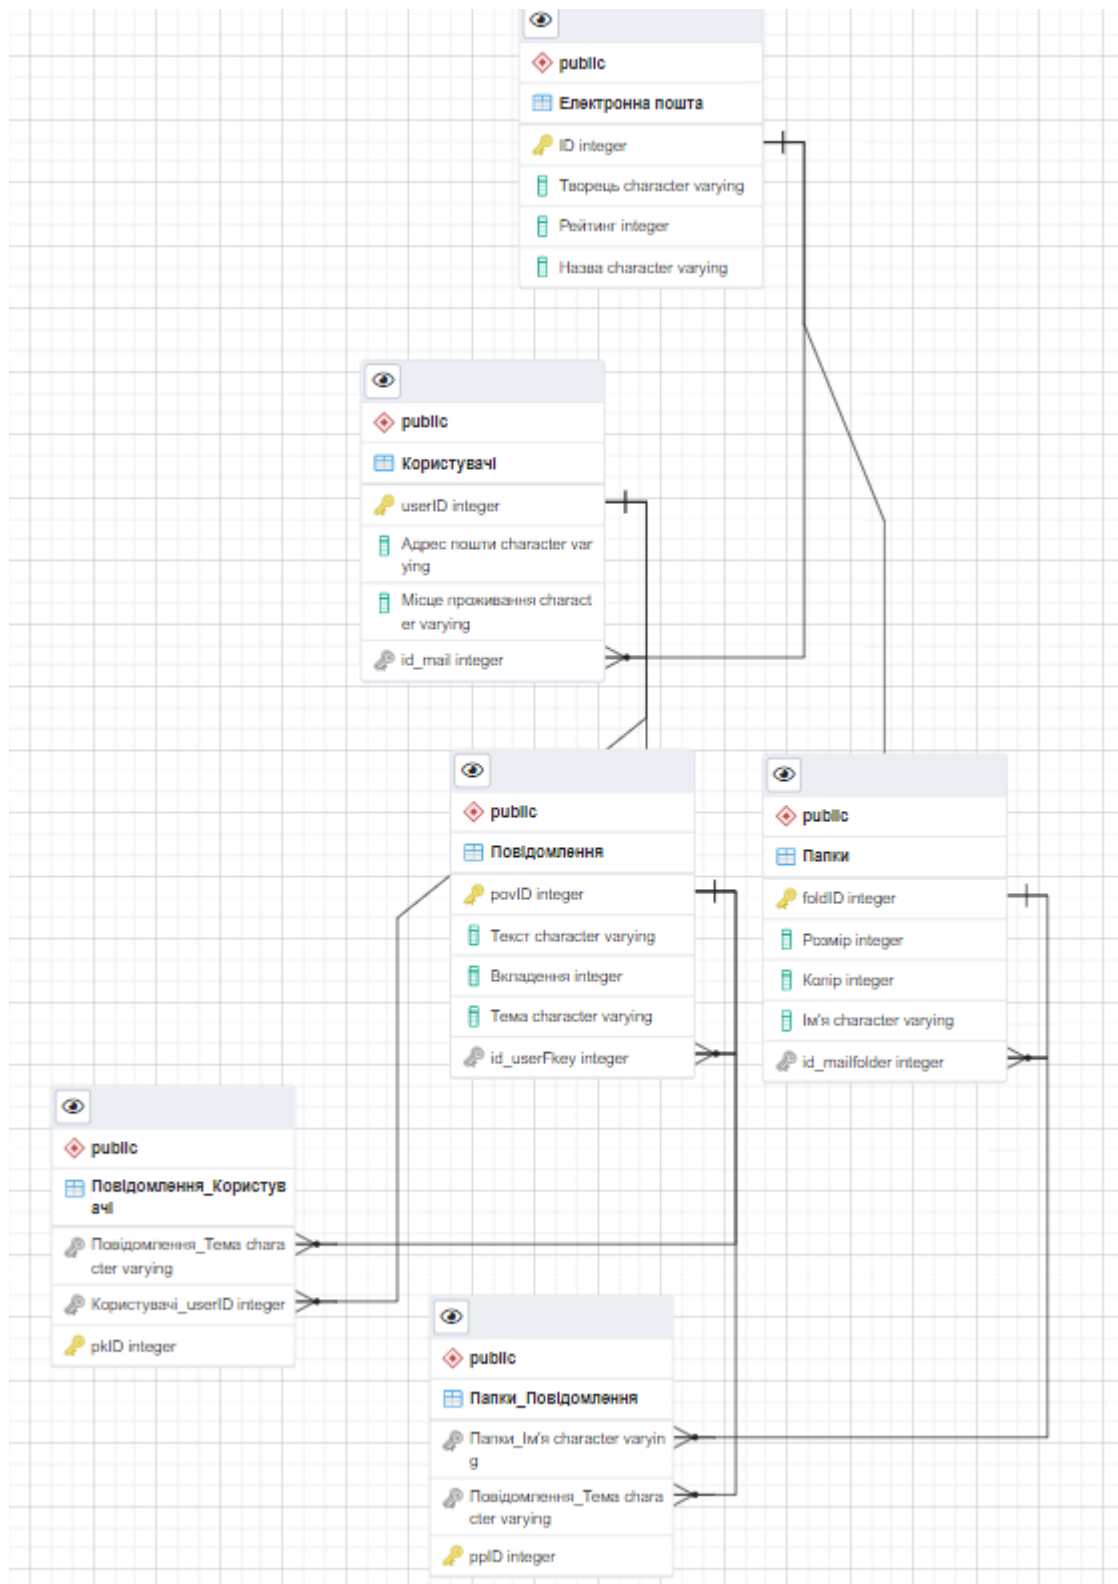 public
Електронна пошта
ID integer
Творець character varying
Рейтинг integer
Назва character varying
public
Користувачі
userID integer
Адрес пошти character var
ying
Місце проживання charact
er varying
id_mail integer
public
Повідомлення
povID integer
Текст character varying
Вкладення integer
Тема character varying
id_userFkey integer
public
Папки
foldID integer
Розмір integer
Колір integer
Ім'я character varying
id_mailfolder integer
public
Повідомлення_Користув
ачі
Повідомлення_Тема chara
cter varying
Користувачі_userID integer
pkID integer
public
Папки_Повідомлення
Папки_Ім'я character varyin
g
Повідомлення_Тема chara
cter varying
ppID integer